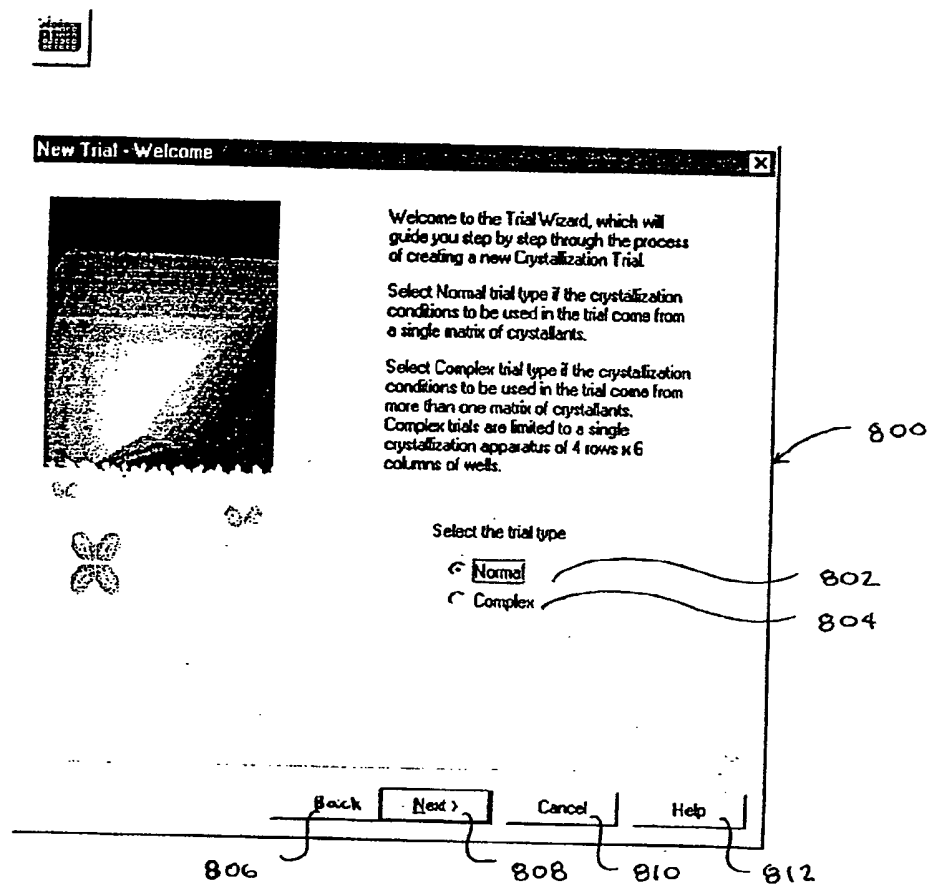 New Trial - Welcome
Welcome to the Trial Wizard, which will
guide you step by step through the process
of creating a new Crystallization Trial.
Select Normal trial type if the crystallization
conditions to be used in the trial come from
a single matrix of crystallants.
Select Complex trial type if the crystallization
conditions to be used in the trial come from
more than one matrix of crystallants.
Complex trials are limited to a single
crystallization apparatus of 4 rows x 6
columns of wells.
800
Select the trial type
Normal
802
Complex
804
Back Next > Cancel Help
806 808 810 812